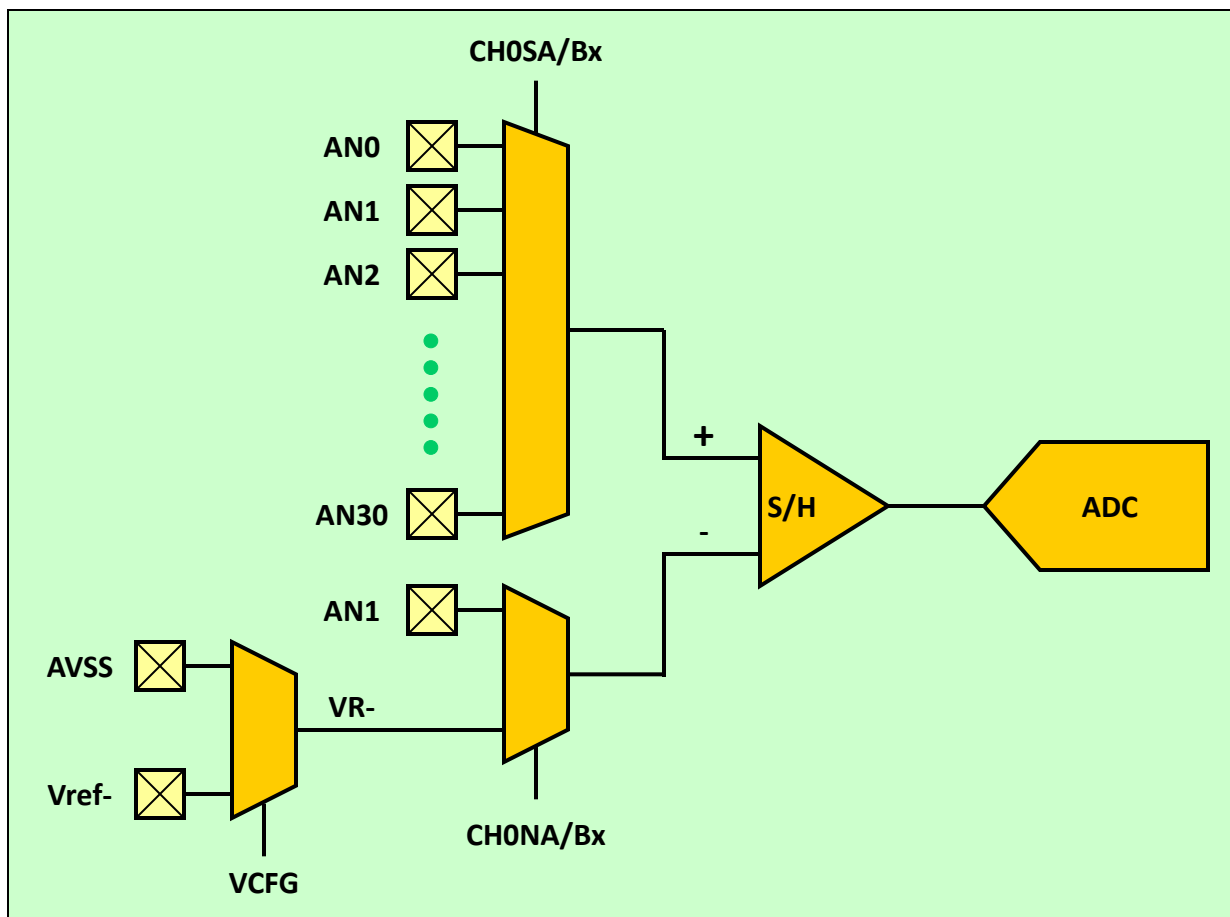 CH0SA/Bx
AN0
AN1
AN2
+
AN30
S/H
ADC
-
AN1
AVSS
VR-
Vref-
CH0NA/Bx
VCFG